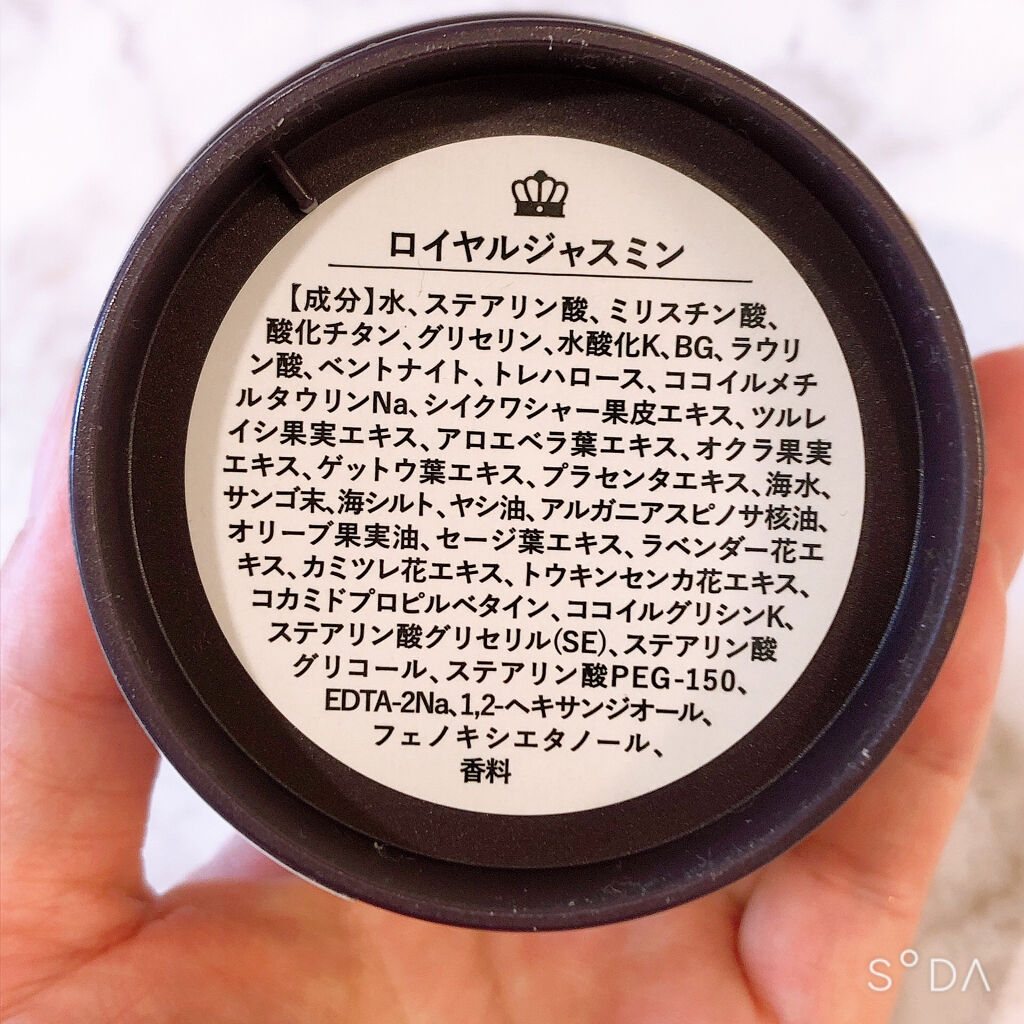 ロイヤルジャスミン
【成分】水、ステアリン酸、ミリスチン酸、
酸化チタン、グリセリン、水酸化K、BG、ラウリ
ン酸、ベントナイト、トレハロース、ココイルメチ
ルタウリンNa、シイクワシャー果皮エキス、ツルレ
イシ果実エキス、アロエベラ葉エキス、オクラ果実
エキス、ゲットウ葉エキス、プラセンタエキス、海水、
サンゴ末、海シルト、ヤシ油、アルガニアスピノサ核油、
オリーブ果実油、セージ葉エキス、ラベンダー花エ
キス、カミツレ花エキス、トウキンセンカ花エキス、
コカミドプロピルベタイン、ココイルグリシンK、
ステアリン酸グリセリル(SE)、ステアリン酸
グリコール、ステアリン酸PEG-150、
EDTA-2Na、1,2-ヘキサンジオール、
フェノキシエタノール、
香料
SODA